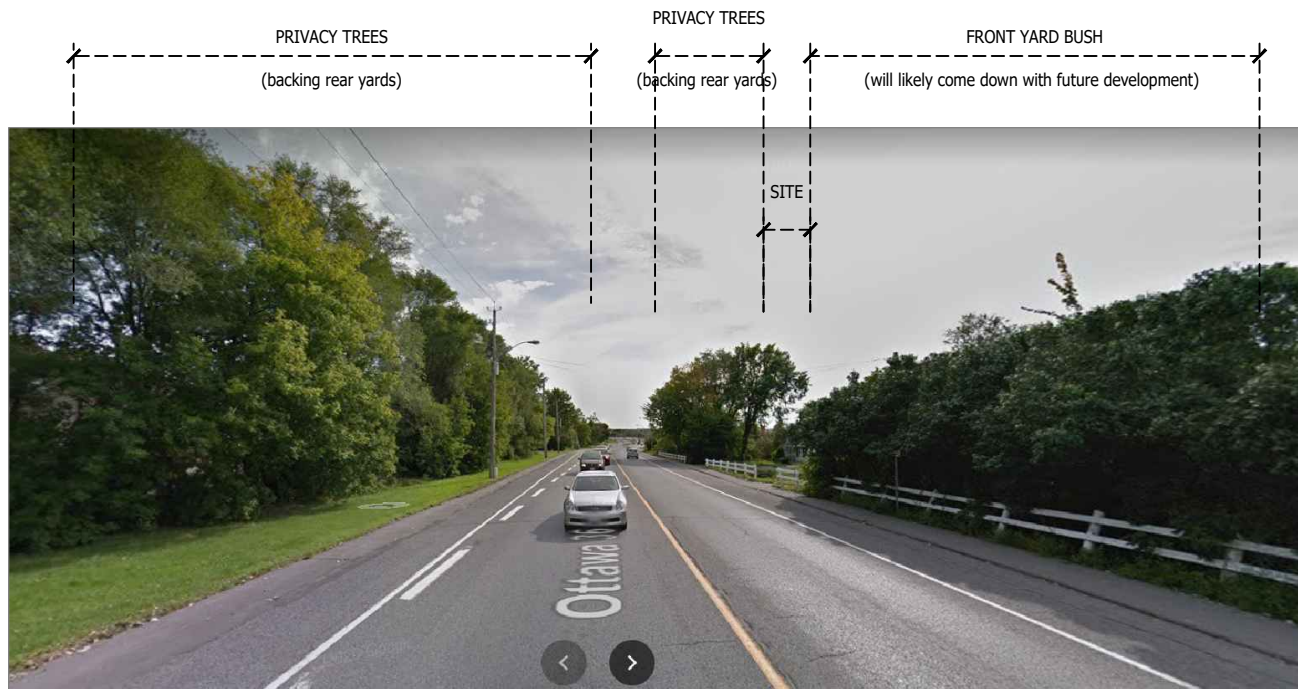 PRIVACY TREES
(backing rear yards)
PRIVACY TREES
(backing rear yards)
FRONT YARD BUSH
(will likely come down with future development)
SITE
Ottawa